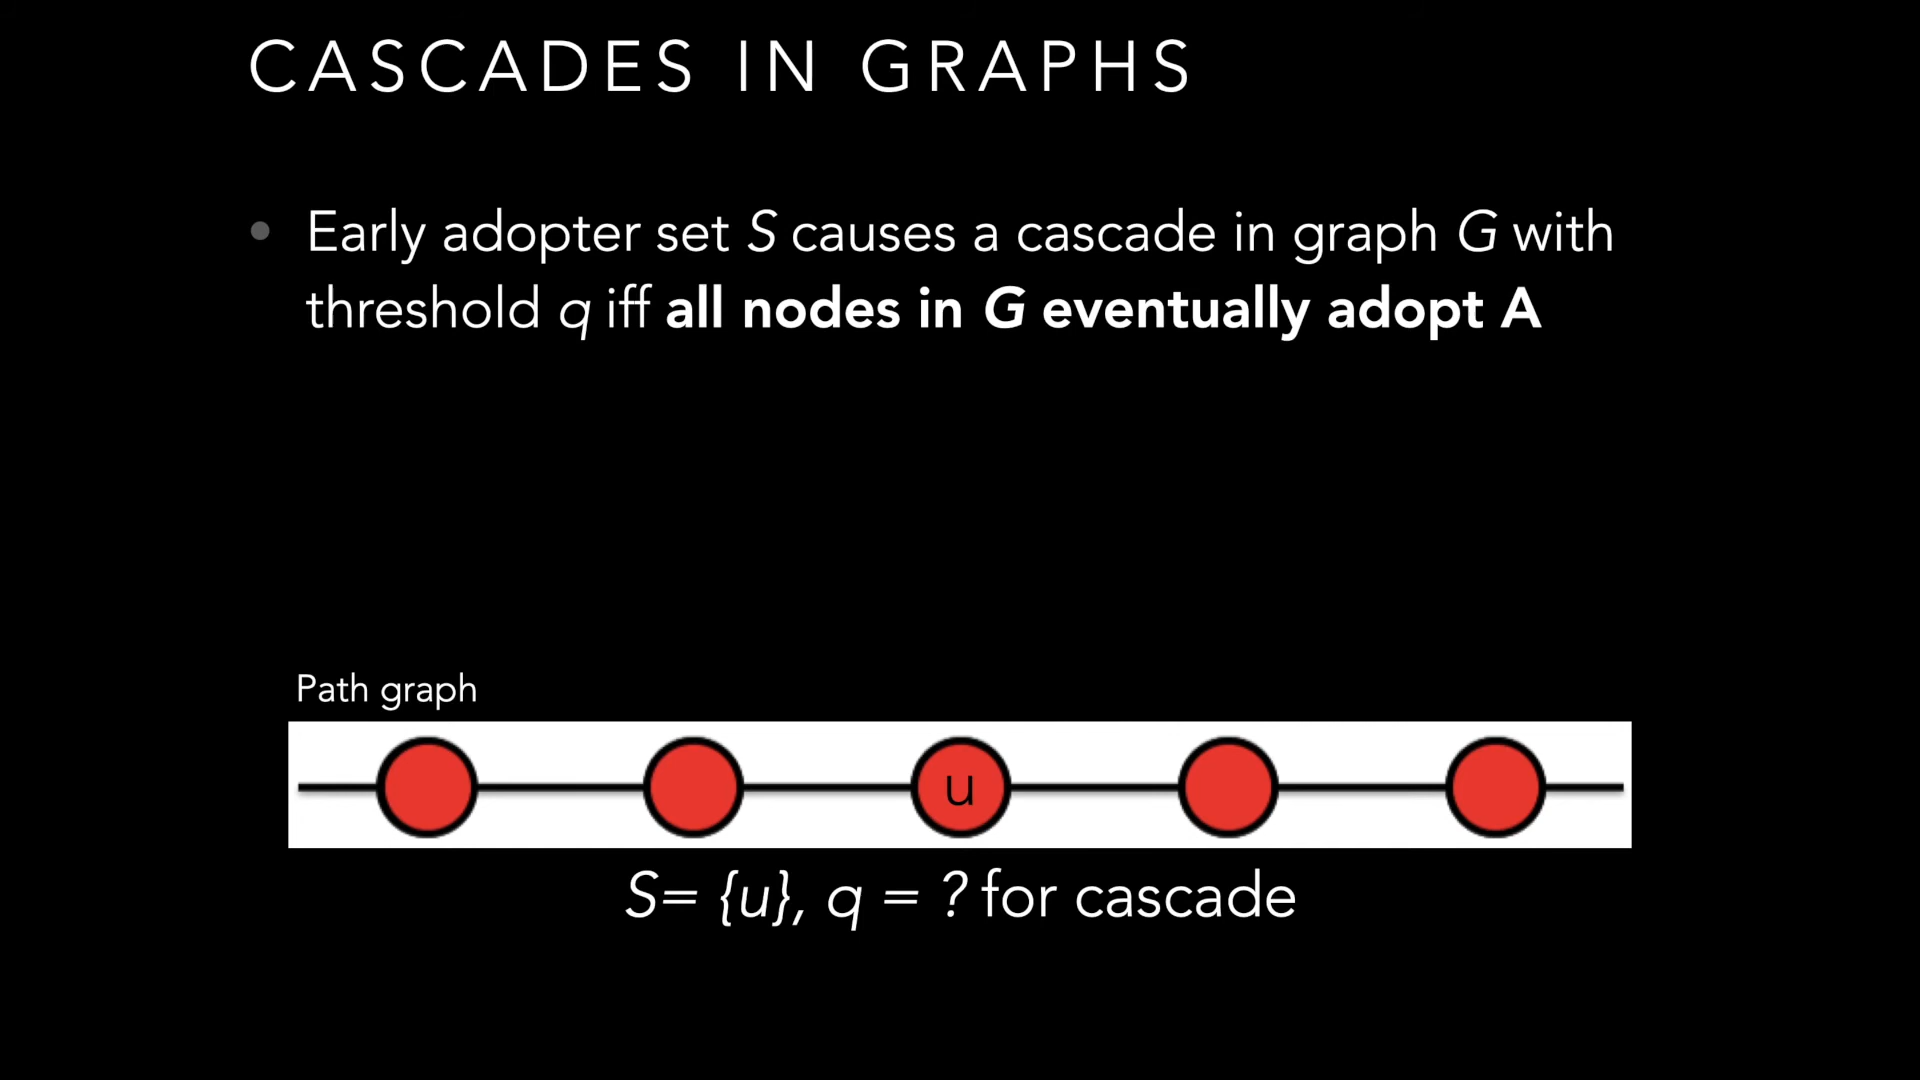 CASCADES IN GRAPHS
• Early adopter set S causes a cascade in graph G with
threshold q iff all nodes in G eventually adopt A
Path graph
u
S= {u}, q = ? for cascade